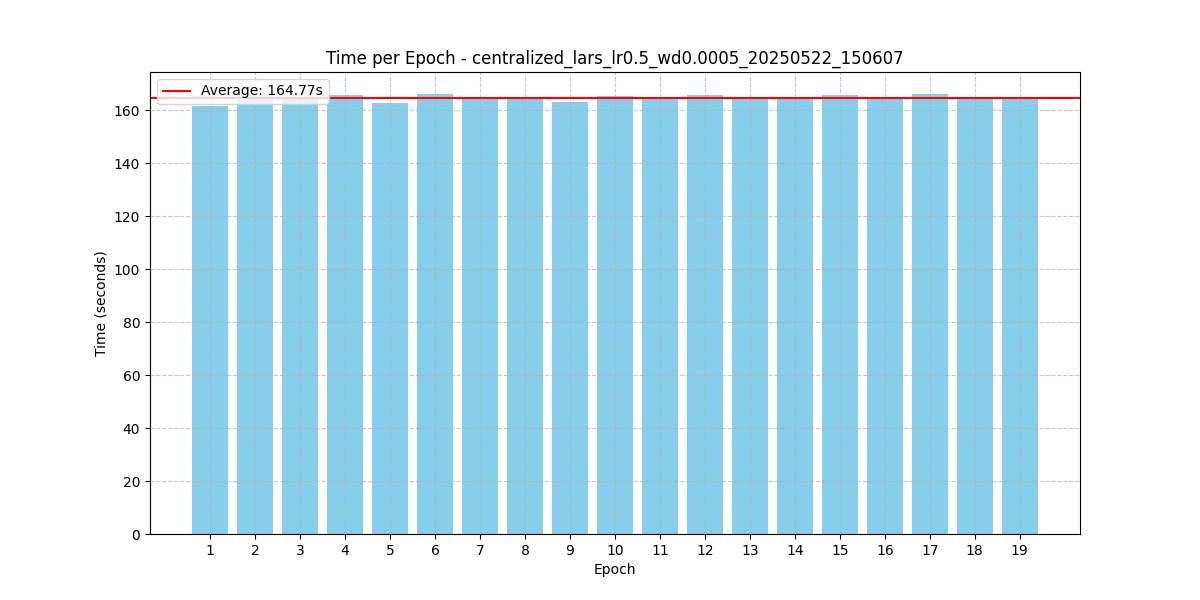 Time per Epoch - centralized_lars_lr0.5_wd0.0005_20250522_150607
Average: 164.77s
Time (seconds)
160
140
120
100
80
60
40
20
0
1 2 3 4 5 6 7 8 9 10 11 12 13 14 15 16 17 18 19
Epoch